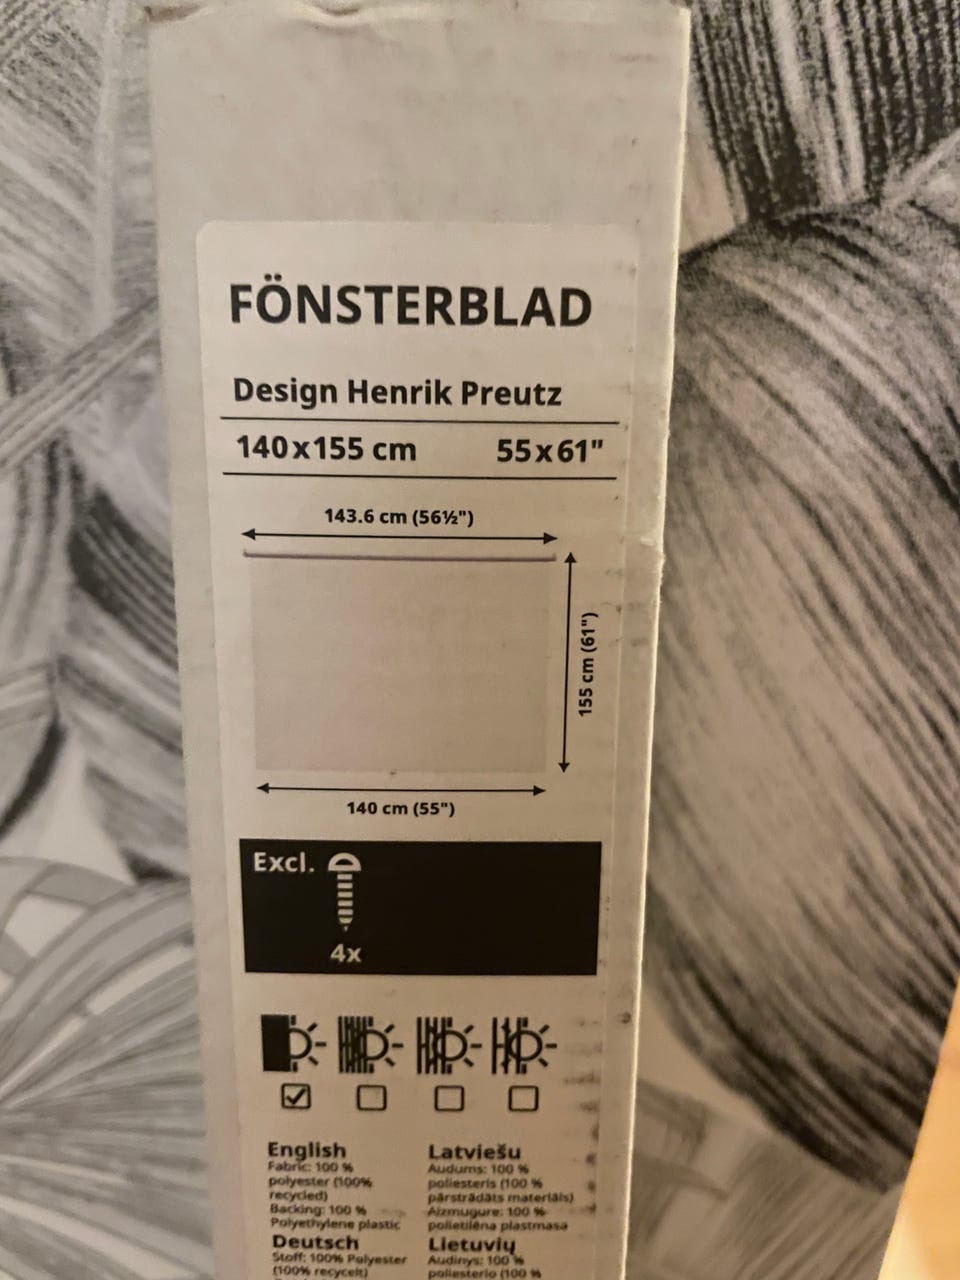 FÖNSTERBLAD
Design Henrik Preutz
140x155 cm 55x61"
143.6 cm (56½")
155 cm (61")
140 cm (55")
Excl.
4x
English
Fabric: 100 %
polyester (100%
recycled)
Backing: 100 %
Polyethylene plastic
Deutsch
Stoff: 100% Polyester
(100% recycelt)
Latviešu
Audums: 100 %
poliesteris (100 %
pārstrādāts materiāls)
Aizmugure: 100 %
polietilēna plastmasa
Lietuvių
Audinys: 100 %
poliesterio (100 %